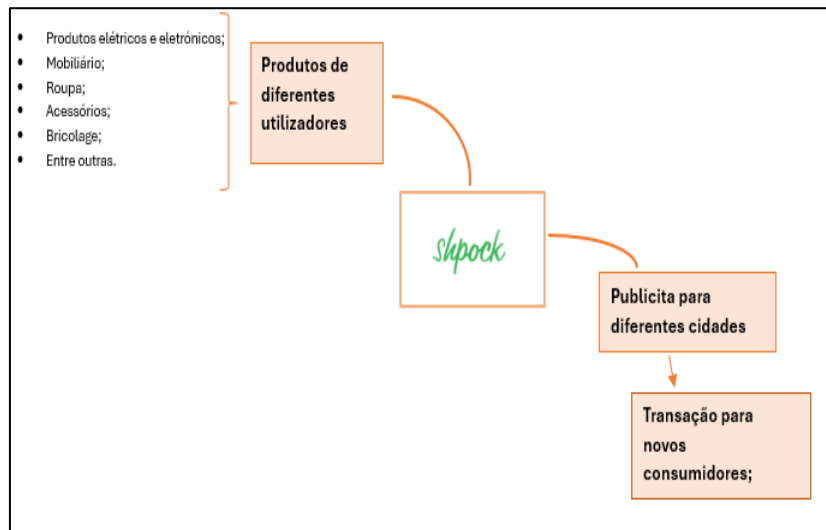 • Produtos elétricos e eletrónicos;
• Mobiliário;
• Roupa;
• Acessórios;
• Bricolage;
• Entre outras.
Produtos de
diferentes
utilizadores
shpock
Publicita para
diferentes cidades
Transação para
novos
consumidores;